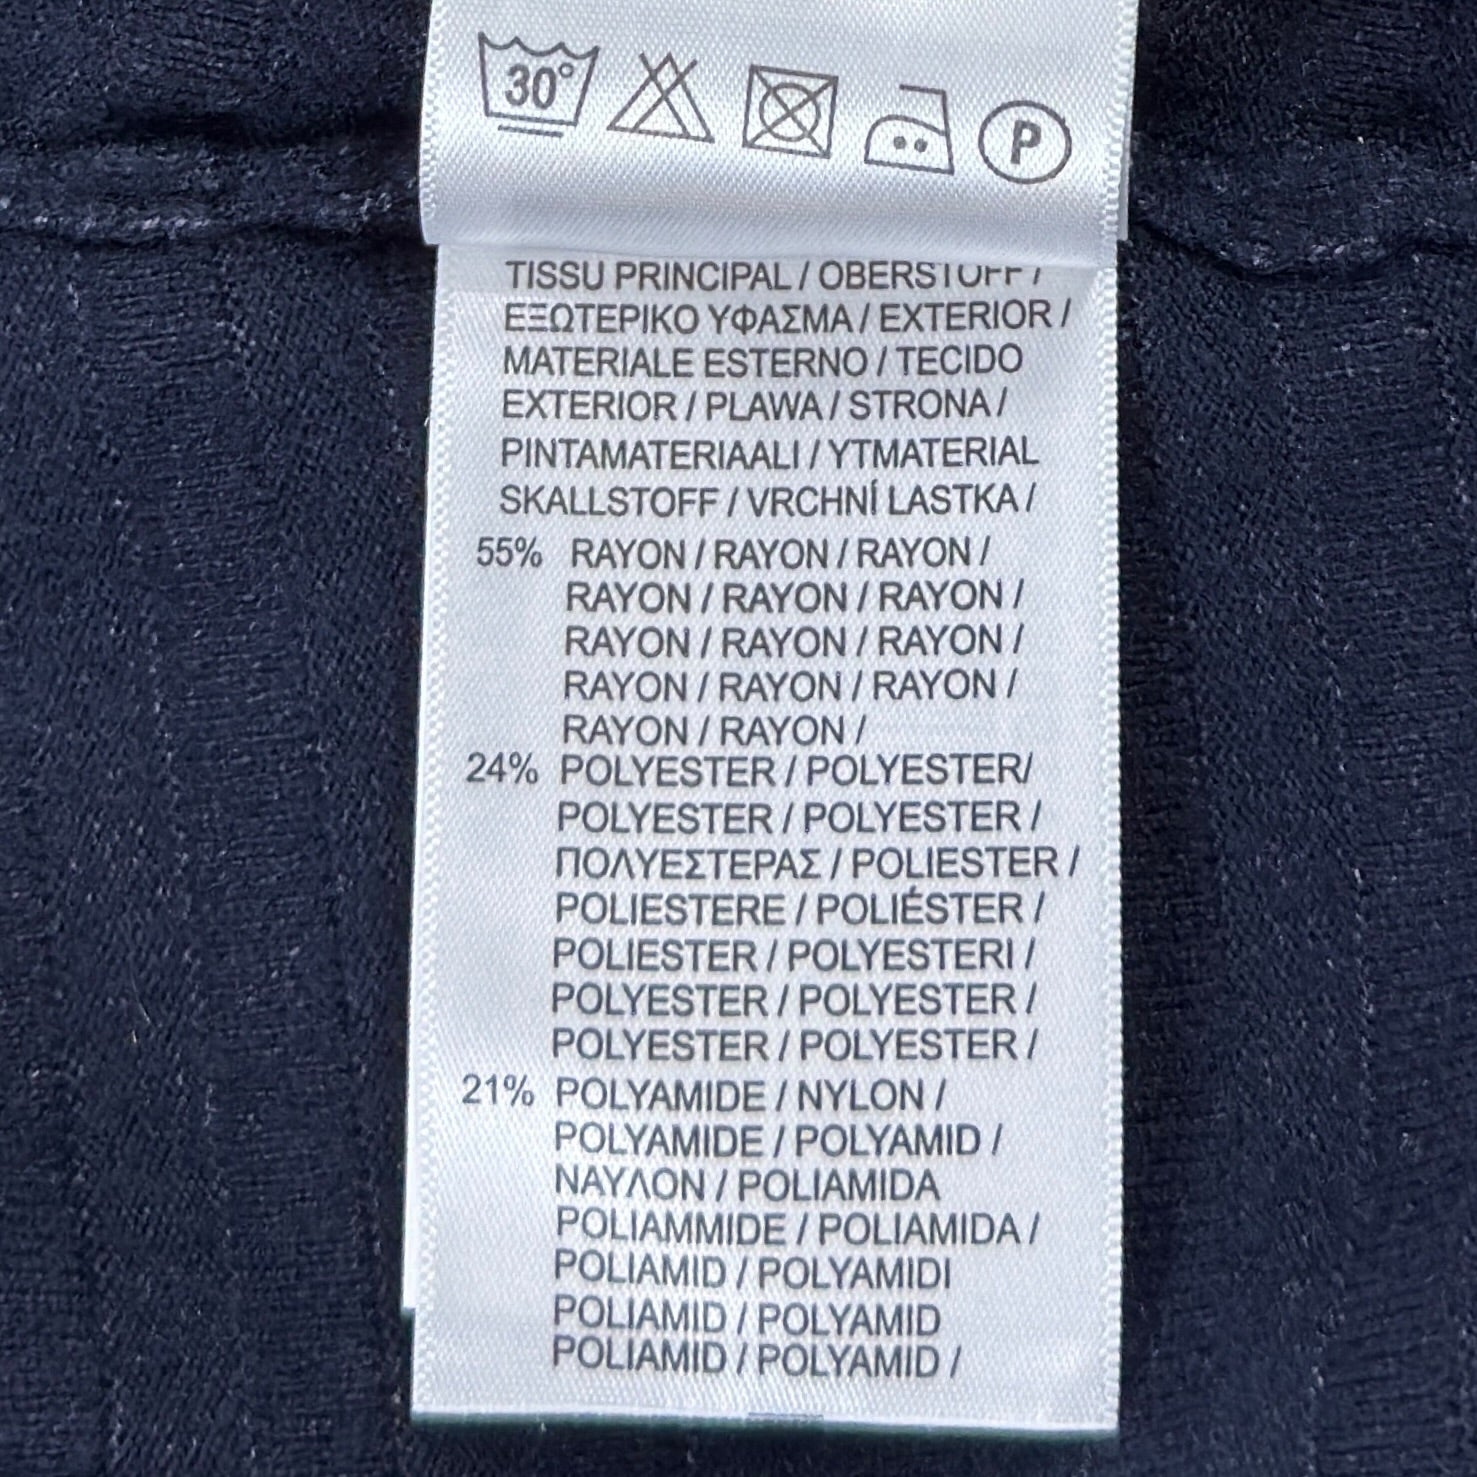 30°
P
TISSU PRINCIPAL / OBERSTOFF /
ΕΞΩΤΕΡΙΚΟ ΥΦΑΣΜΑ / EXTERIOR /
MATERIALE ESTERNO / TECIDO
EXTERIOR / PLAWA / STRONA /
PINTAMATERIAALI / YTMATERIAL
SKALLSTOFF / VRCHNÍ LASTKA /
55% RAYON / RAYON / RAYON /
RAYON / RAYON / RAYON /
RAYON / RAYON / RAYON /
RAYON / RAYON / RAYON /
RAYON / RAYON /
24% POLYESTER / POLYESTER/
POLYESTER / POLYESTER /
ΠΟΛΥΕΣΤΕΡΑΣ / POLIESTER /
POLIESTERE / POLIÉSTER /
POLIESTER / POLYESTERI /
POLYESTER / POLYESTER /
POLYESTER / POLYESTER /
21% POLYAMIDE / NYLON /
POLYAMIDE / POLYAMID /
ΝΑΥΛΟΝ / POLIAMIDA
POLIAMMIDE / POLIAMIDA /
POLIAMID / POLYAMIDI
POLIAMID / POLYAMID
POLIAMID / POLYAMID /